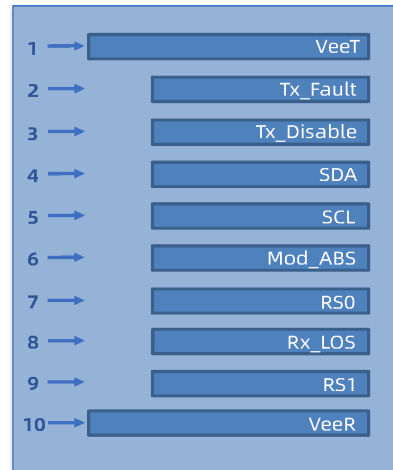 1 VeeT
2 Tx_Fault
3 Tx_Disable
4 SDA
5 SCL
6 Mod_ABS
7 RS0
8 Rx_LOS
9 RS1
10 VeeR